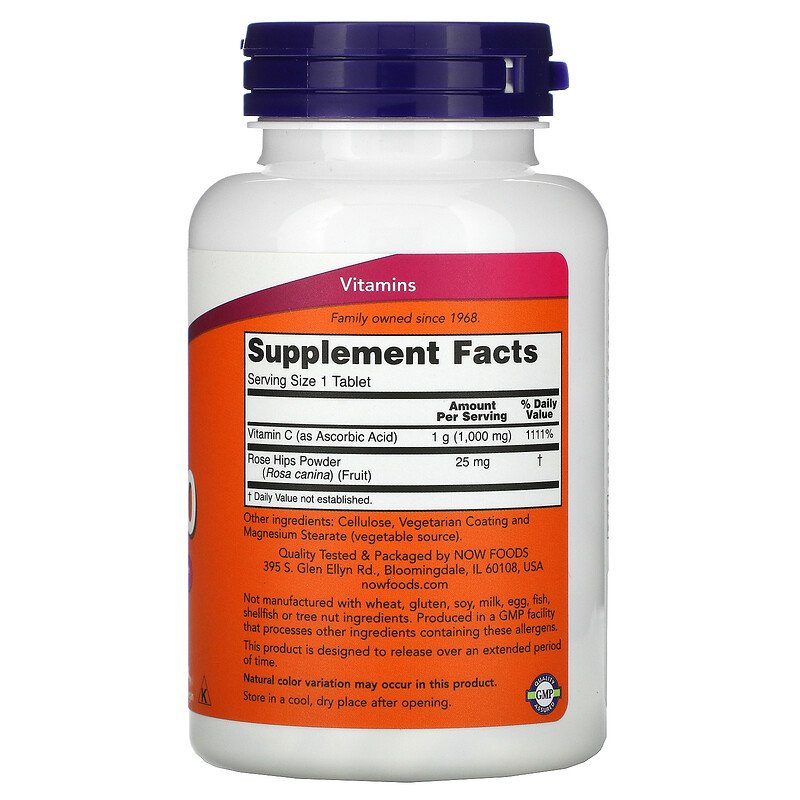 Vitamins
Family owned since 1968.
Supplement Facts
Serving Size 1 Tablet
Amount Per Serving % Daily Value
Vitamin C (as Ascorbic Acid) 1 g (1,000 mg) 1111%
Rose Hips Powder 25 mg †
(Rosa canina) (Fruit)
† Daily Value not established.
Other ingredients: Cellulose, Vegetarian Coating and
Magnesium Stearate (vegetable source).
Quality Tested & Packaged by NOW FOODS
395 S. Glen Ellyn Rd., Bloomingdale, IL 60108, USA
nowfoods.com
Not manufactured with wheat, gluten, soy, milk, egg, fish,
shellfish or tree nut ingredients. Produced in a GMP facility
that processes other ingredients containing these allergens.
This product is designed to release over an extended period
of time.
Natural color variation may occur in this product.
Store in a cool, dry place after opening.
QUALITY
GMP
ASSURED
K
0